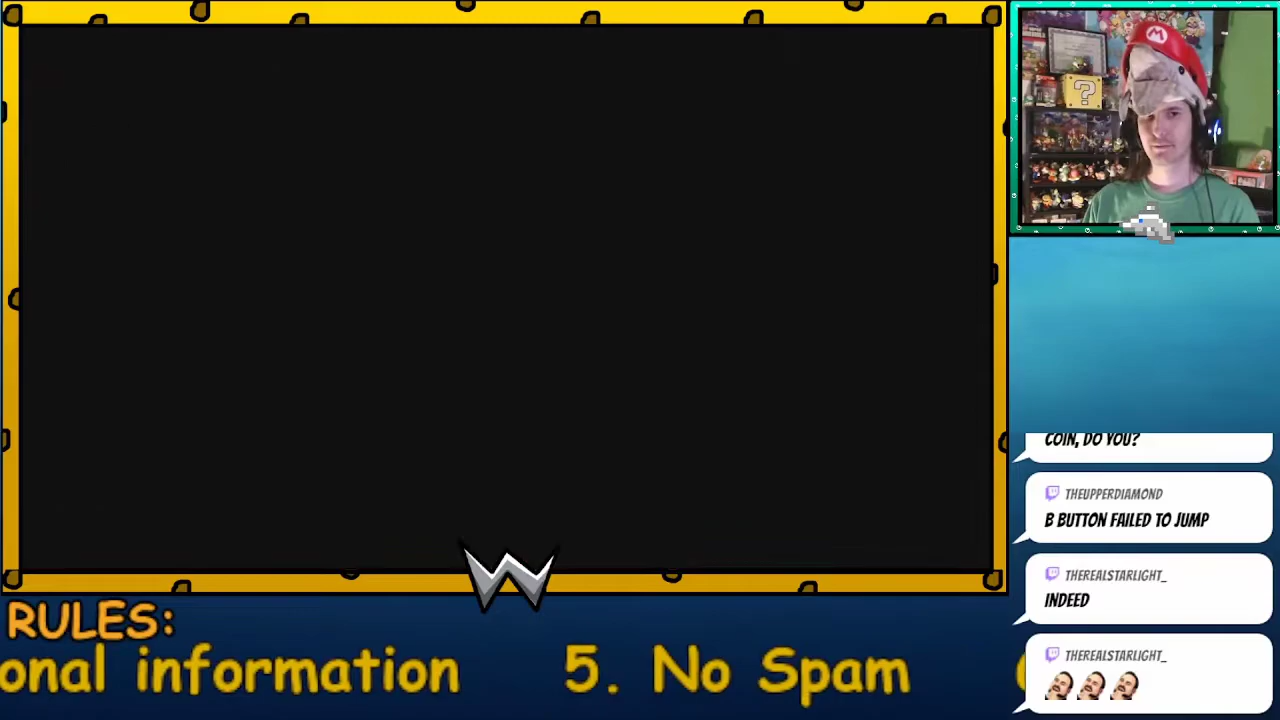 M
?
COIN, DO YOU?
THEUPPERDIAMOND
B BUTTON FAILED TO JUMP
THEREALSTARLIGHT_
INDEED
THEREALSTARLIGHT_
W
RULES:
onal information 5. No Spam